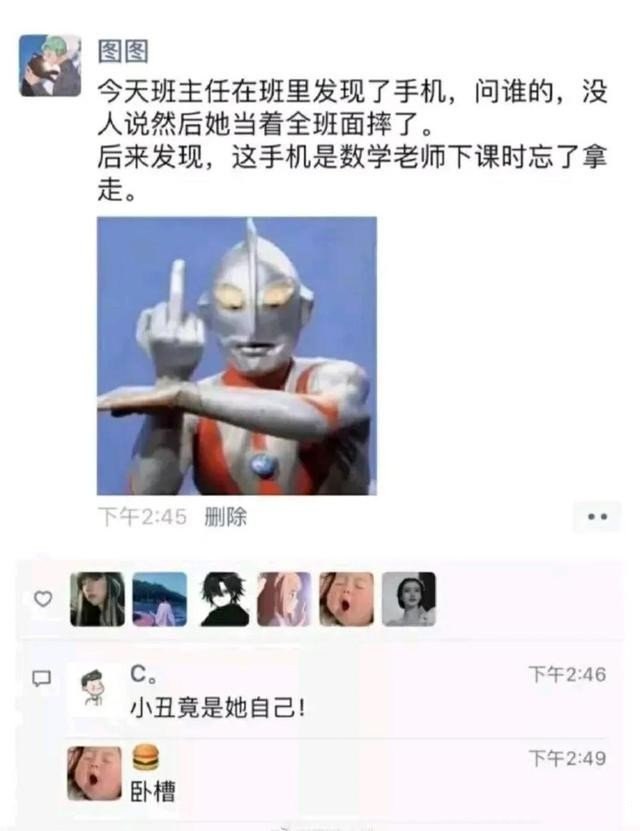 图图
今天班主任在班里发现了手机，问谁的，没
人说然后她当着全班面摔了。
后来发现，这手机是数学老师下课时忘了拿
走。
下午2:45 删除
C。 下午2:46
小丑竟是她自己！
🍔 下午2:49
卧槽